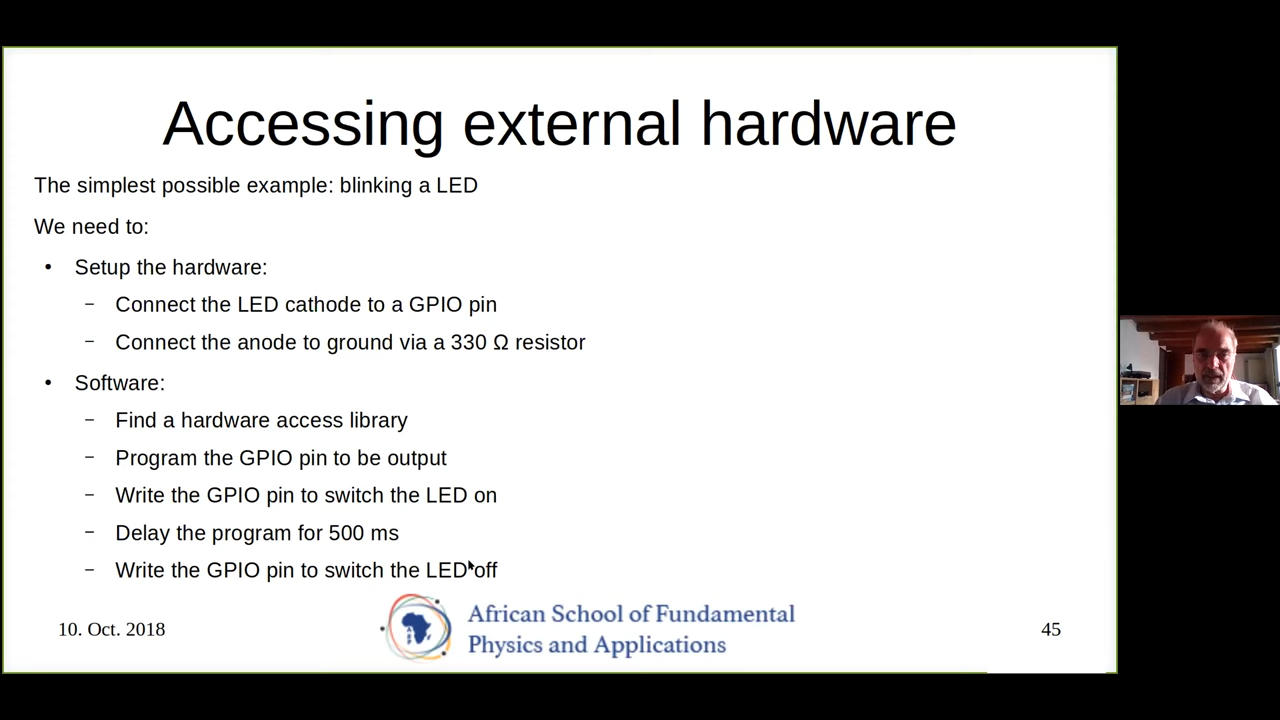 Accessing external hardware
The simplest possible example: blinking a LED
We need to:
• Setup the hardware:
– Connect the LED cathode to a GPIO pin
– Connect the anode to ground via a 330 Ω resistor
• Software:
– Find a hardware access library
– Program the GPIO pin to be output
– Write the GPIO pin to switch the LED on
– Delay the program for 500 ms
– Write the GPIO pin to switch the LED off
10. Oct. 2018
African School of Fundamental
Physics and Applications
45